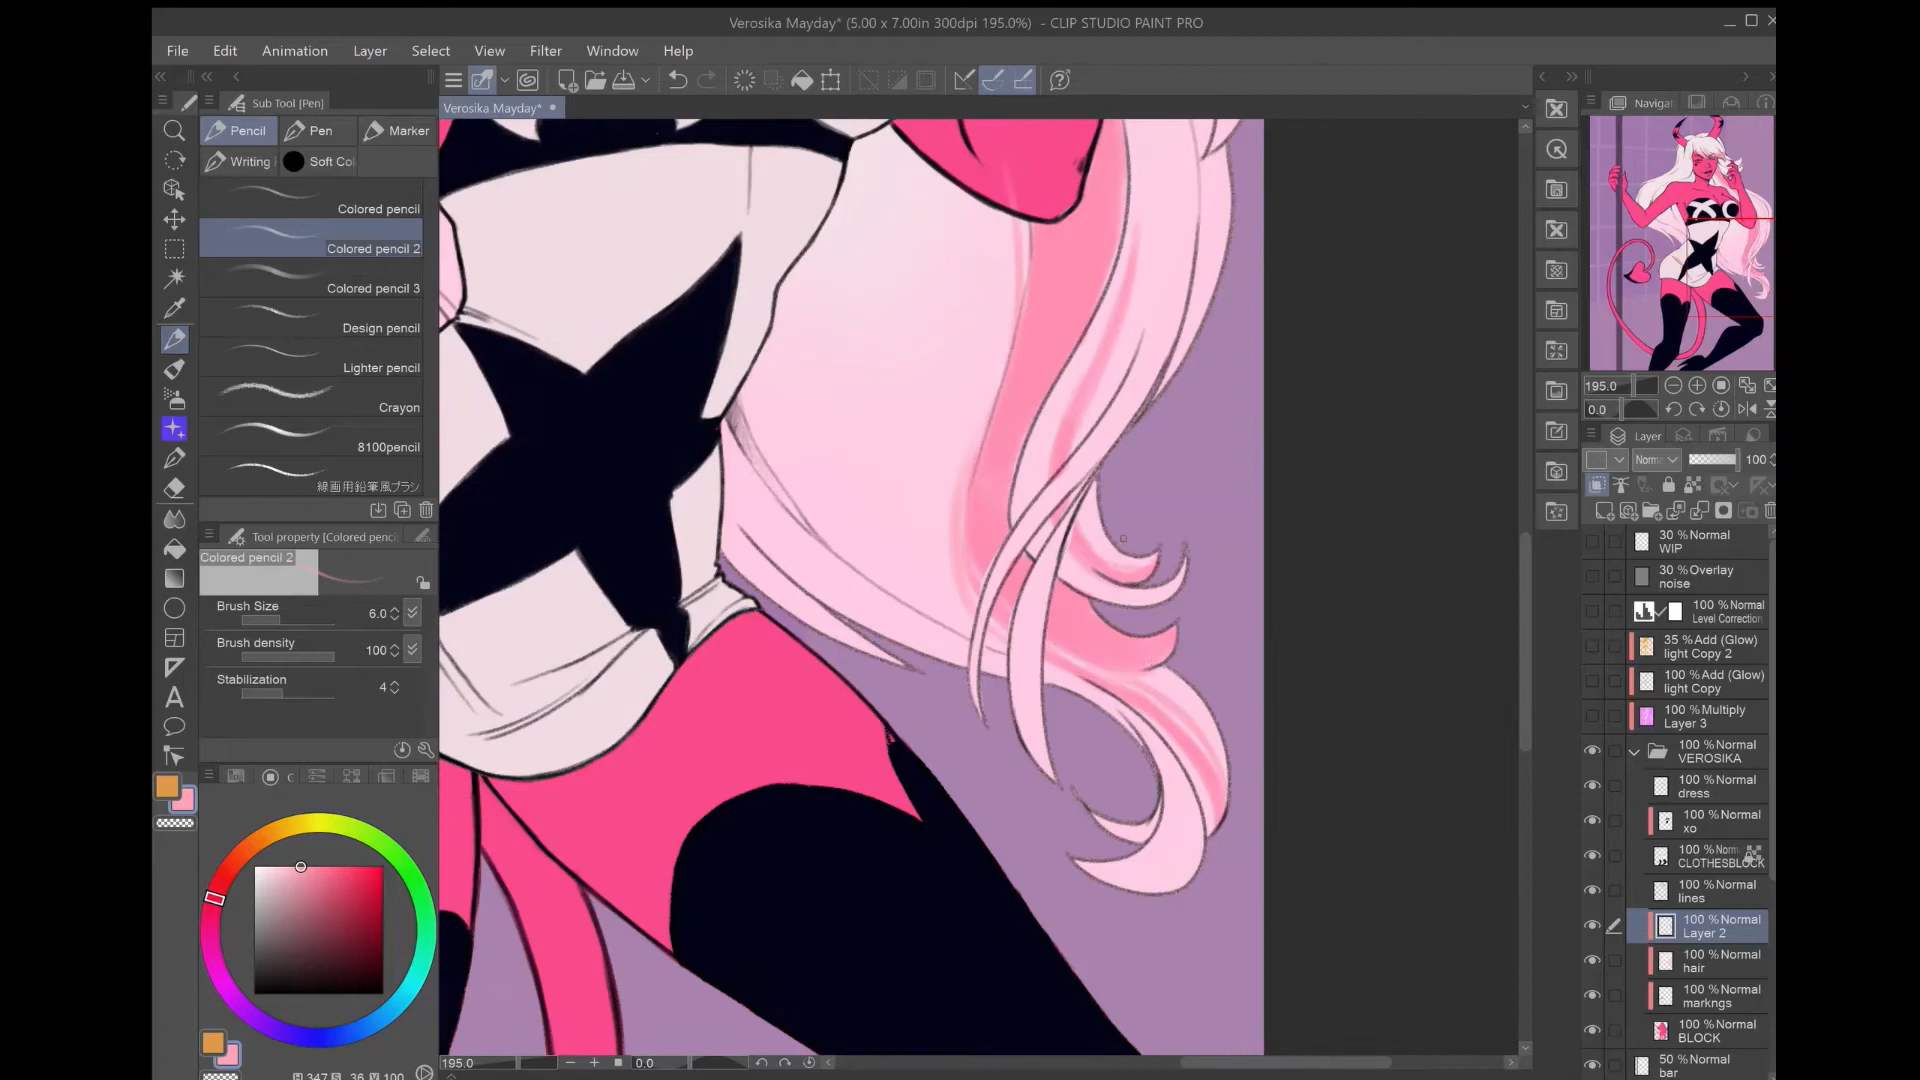 Verosika Mayday* (5.00 x 7.00in 300dpi 195.0%) - CLIP STUDIO PAINT PRO
File Edit Animation Layer Select View Filter Window Help
Sub Tool [Pen]
Verosika Mayday*
Navigat
Pencil Pen Marker
Writing Soft Col
Colored pencil
Colored pencil 2
Colored pencil 3
Design pencil
Lighter pencil
Crayon
8100pencil
線画用鉛筆風ブラシ
Tool property [Colored penci
Colored pencil 2
Brush Size 6.0
Brush density 100
Stabilization 4
195.0
0.0
Layer
Norma 100
30 %Normal
WIP
30 %Overlay
noise
100 %Normal
Level Correction
35 %Add (Glow)
light Copy 2
100 %Add (Glow)
light Copy
100 %Multiply
Layer 3
100 %Normal
VEROSIKA
100 %Normal
dress
100 %Normal
xo
100 %Norm
CLOTHESBLOCK
100 %Normal
lines
100 %Normal
Layer 2
100 %Normal
hair
100 %Normal
markngs
100 %Normal
BLOCK
50 %Normal
bar
195.0 0.0
H 347 S 36 V 100